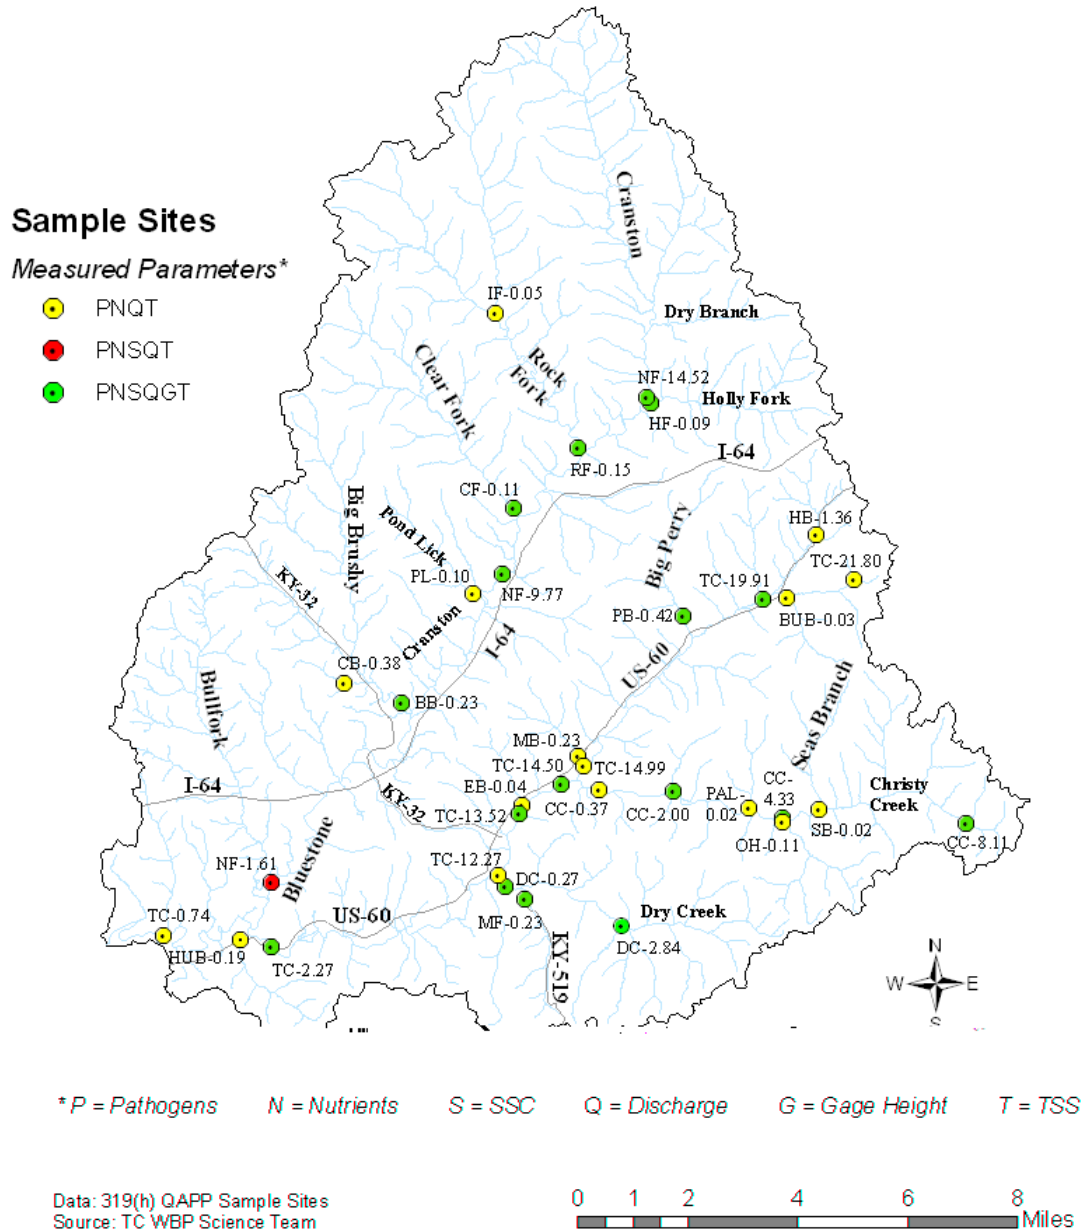 Sample Sites
Measured Parameters*
PNQT
PNSQT
PNSQGT
Cranston
IF-0.05
Dry Branch
Clear Fork
Rock
Fork
NF-14.52
Holly Fork
HF-0.09
RF-0.15
I-64
CF-0.11
Big Brushy
Pond Lick
HB-1.36
Big Perry
TC-21.80
KY-32
PL-0.10
NF-9.77
TC-19.91
BUB-0.03
PB-0.42
Cranston
I-64
US-60
CB-0.38
BB-0.23
Bullfork
Seas Branch
MB-0.23
TC-14.50
TC-14.99
I-64
EB-0.04
KY-32
CC-0.37
CC-2.00
PAL-
0.02
CC-
4.33
Christy
Creek
TC-13.52
SB-0.02
OH-0.11
CC-8.11
NF-1.61
Bluestone
TC-12.27
DC-0.27
TC-0.74
US-60
MF-0.23
Dry Creek
HUB-0.19
TC-2.27
DC-2.84
KY-519
N
W
E
S
* P = Pathogens N = Nutrients S = SSC Q = Discharge G = Gage Height T = TSS
Data: 319(h) QAPP Sample Sites
Source: TC WBP Science Team
0 1 2 4 6 8
Miles